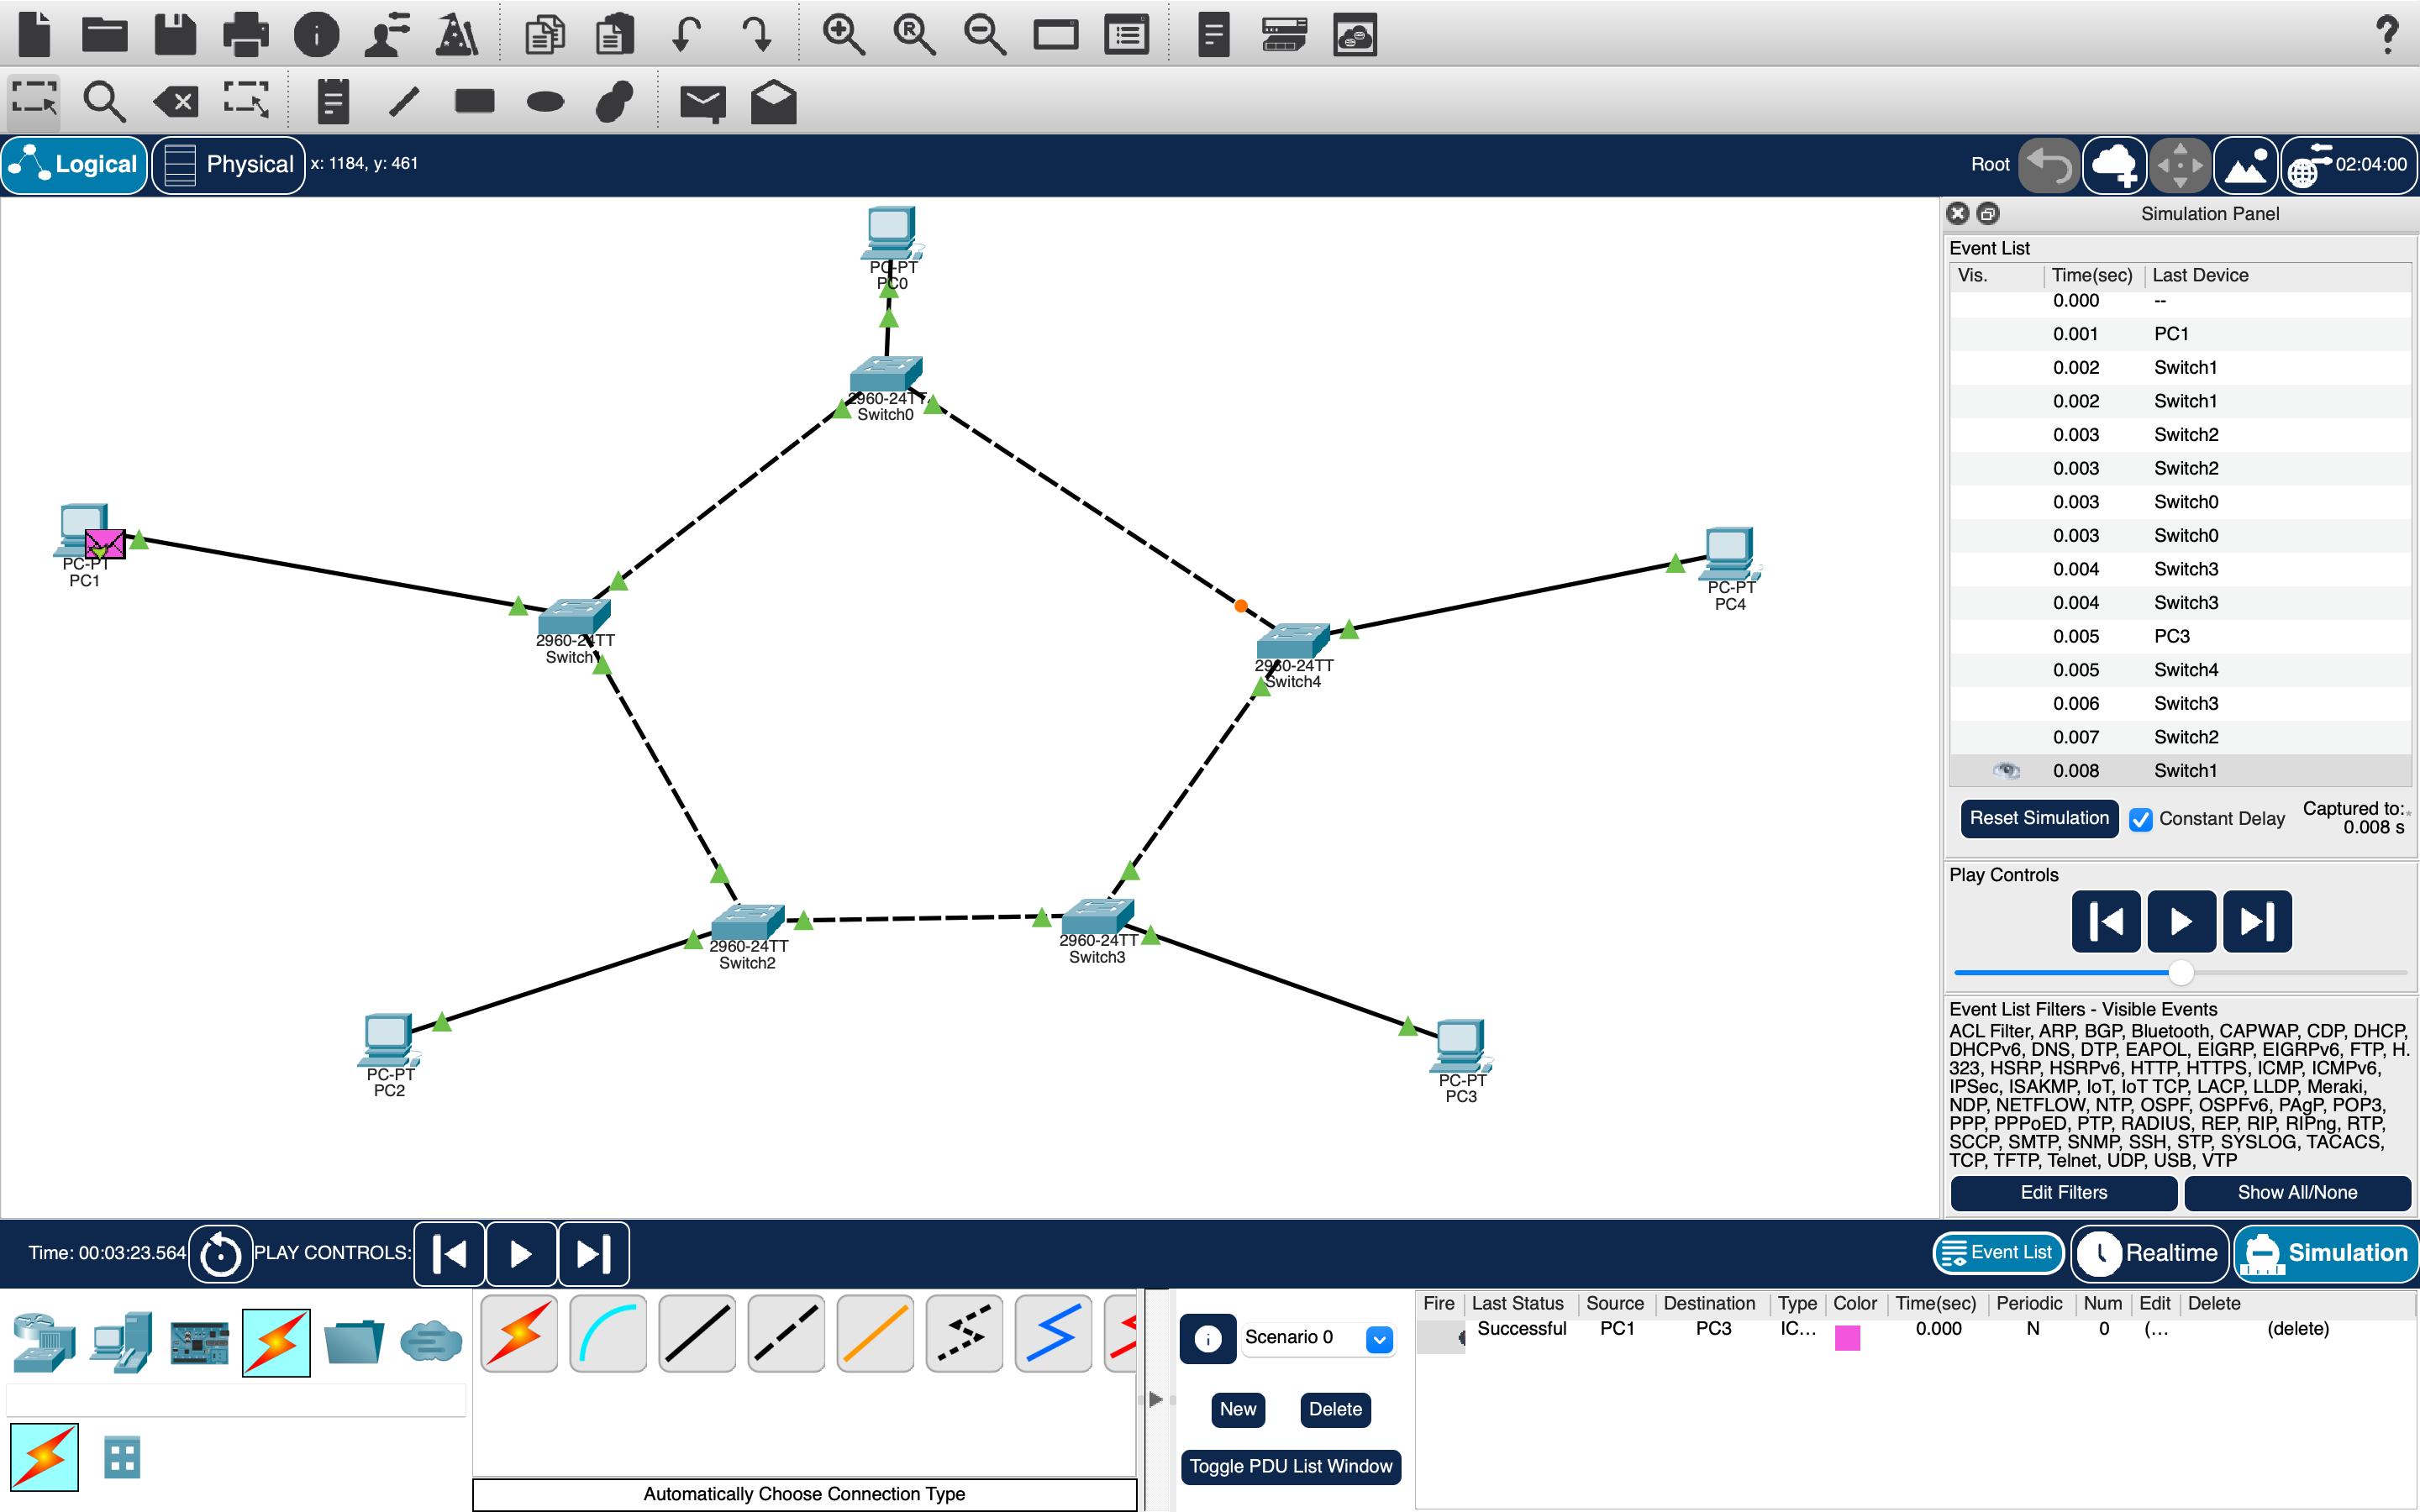 Logical
Physical
x: 1184, y: 461
Root
02:04:00
PC-PT
PC0
2960-24TT
Switch0
PC-PT
PC1
2960-24TT
Switch
PC-PT
PC4
2960-24TT
Switch4
2960-24TT
Switch2
2960-24TT
Switch3
PC-PT
PC2
PC-PT
PC3
Simulation Panel
Event List
Vis. Time(sec) Last Device
0.000 --
0.001 PC1
0.002 Switch1
0.002 Switch1
0.003 Switch2
0.003 Switch2
0.003 Switch0
0.003 Switch0
0.004 Switch3
0.004 Switch3
0.005 PC3
0.005 Switch4
0.006 Switch3
0.007 Switch2
0.008 Switch1
Reset Simulation Constant Delay Captured to:*
0.008 s
Play Controls
Event List Filters - Visible Events
ACL Filter, ARP, BGP, Bluetooth, CAPWAP, CDP, DHCP,
DHCPv6, DNS, DTP, EAPOL, EIGRP, EIGRPv6, FTP, H.
323, HSRP, HSRPv6, HTTP, HTTPS, ICMP, ICMPv6,
IPSec, ISAKMP, IoT, IoT TCP, LACP, LLDP, Meraki,
NDP, NETFLOW, NTP, OSPF, OSPFv6, PAgP, POP3,
PPP, PPPoED, PTP, RADIUS, REP, RIP, RIPng, RTP,
SCCP, SMTP, SNMP, SSH, STP, SYSLOG, TACACS,
TCP, TFTP, Telnet, UDP, USB, VTP
Edit Filters Show All/None
Time: 00:03:23.564 PLAY CONTROLS:
Event List Realtime Simulation
Scenario 0
New Delete
Toggle PDU List Window
Automatically Choose Connection Type
Fire Last Status Source Destination Type Color Time(sec) Periodic Num Edit Delete
Successful PC1 PC3 IC... 0.000 N 0 (... (delete)